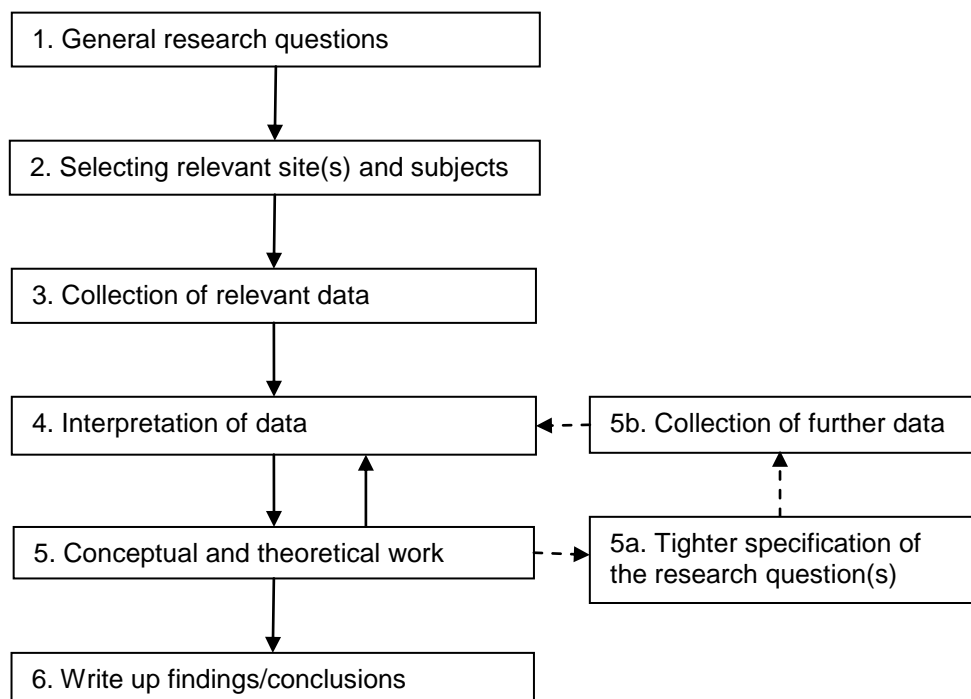 1. General research questions
2. Selecting relevant site(s) and subjects
3. Collection of relevant data
4. Interpretation of data
5b. Collection of further data
5. Conceptual and theoretical work
5a. Tighter specification of
the research question(s)
6. Write up findings/conclusions